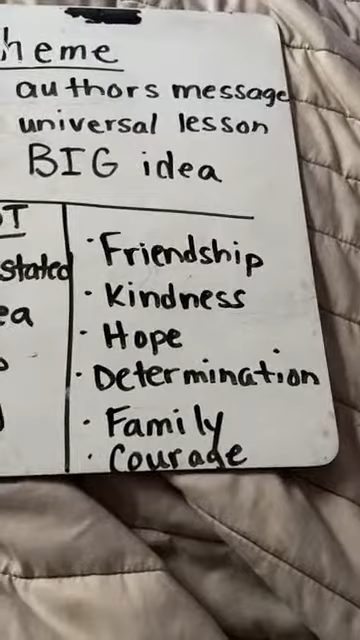 heme
authors message
universal lesson
BIG idea
T
stated
ea
• Friendship
• Kindness
• Hope
• Determination
• Family
• Courage